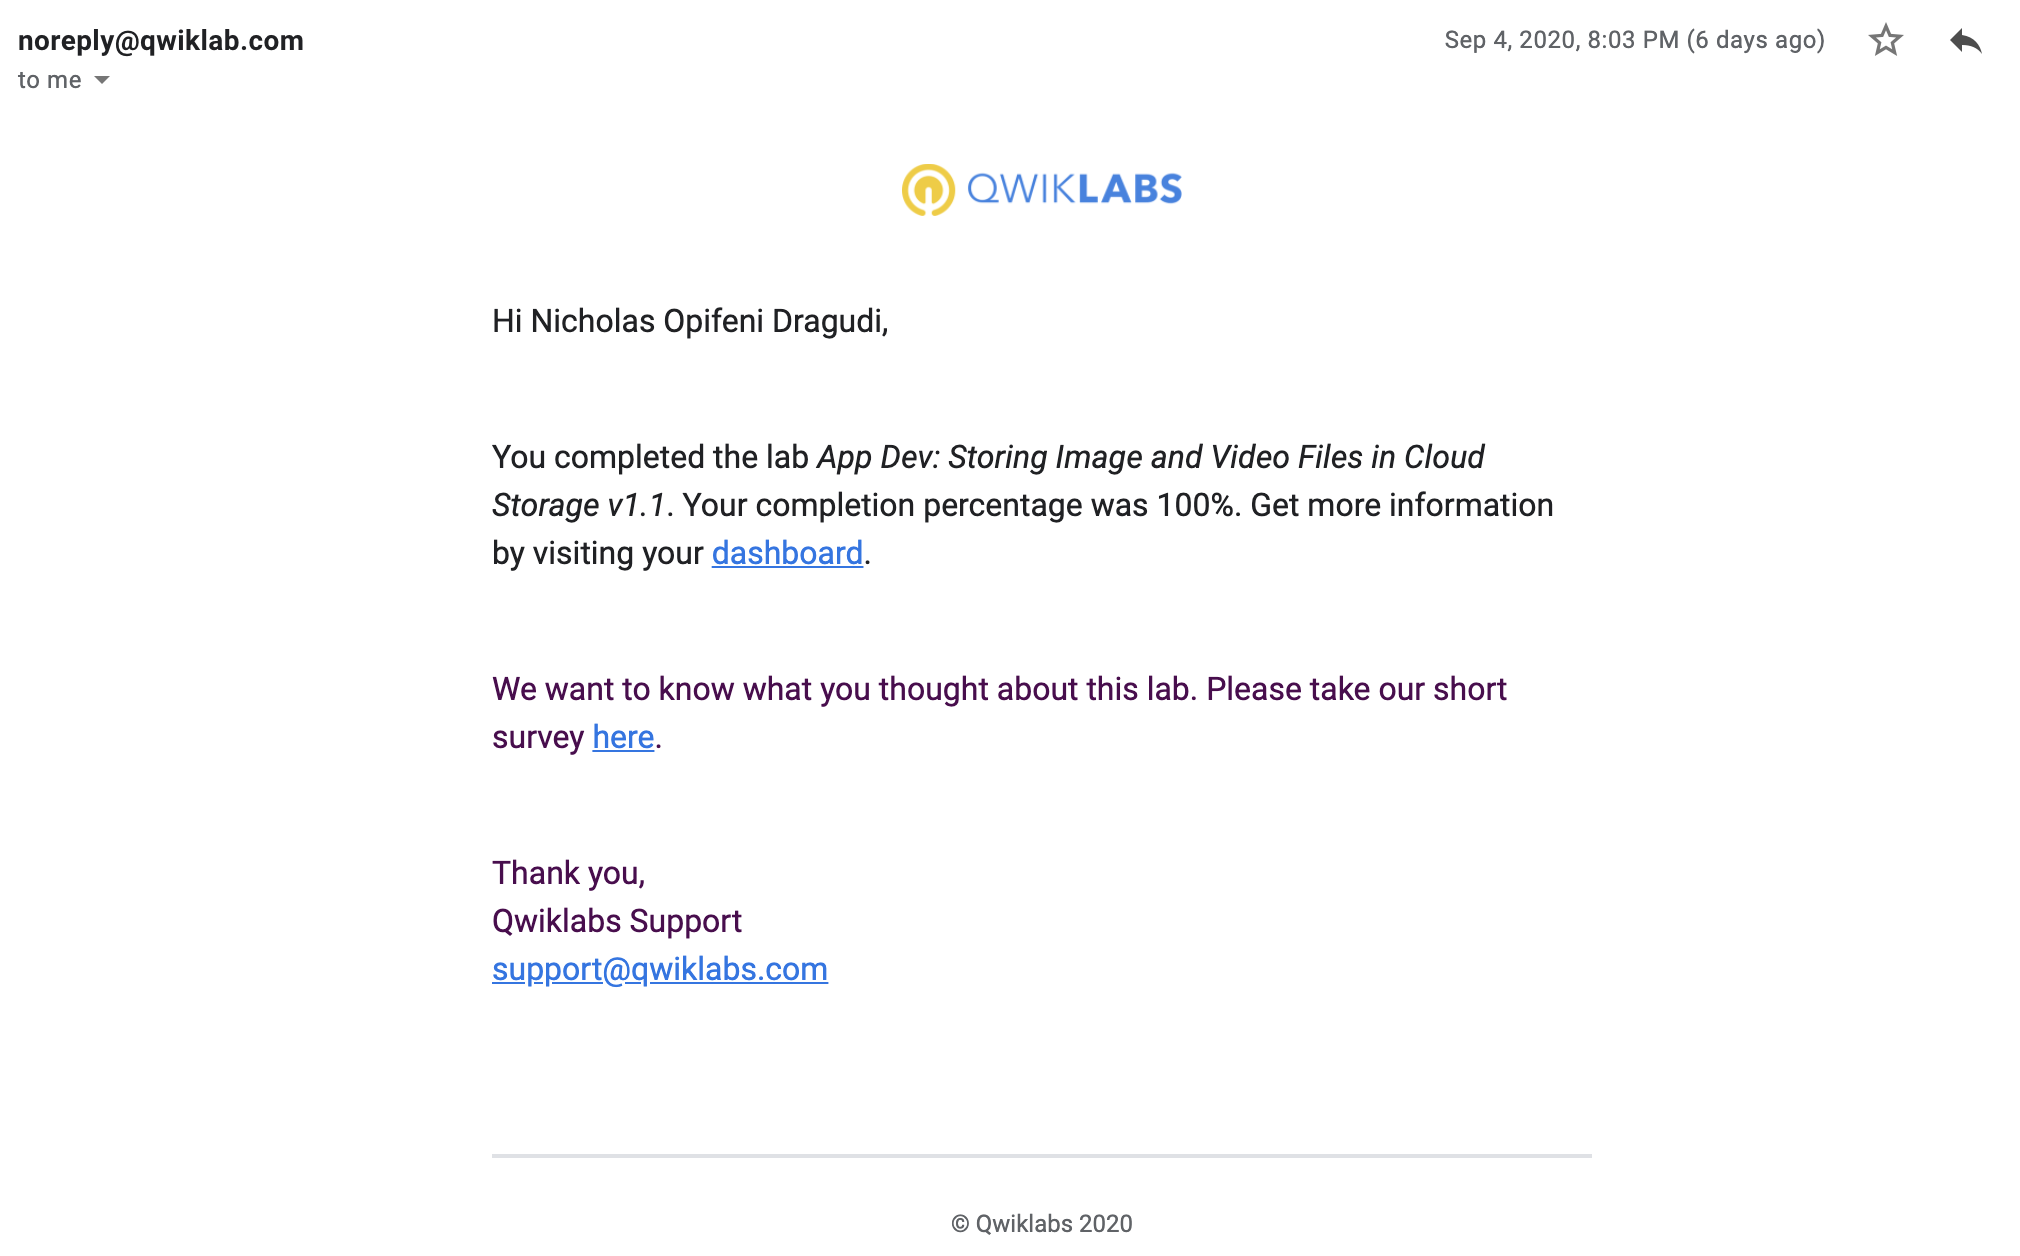 noreply@qwiklab.com
Sep 4, 2020, 8:03 PM (6 days ago)
to me
QWIKLABS
Hi Nicholas Opifeni Dragudi,
You completed the lab App Dev: Storing Image and Video Files in Cloud
Storage v1.1. Your completion percentage was 100%. Get more information
by visiting your dashboard.
We want to know what you thought about this lab. Please take our short
survey here.
Thank you,
Qwiklabs Support
support@qwiklabs.com
© Qwiklabs 2020